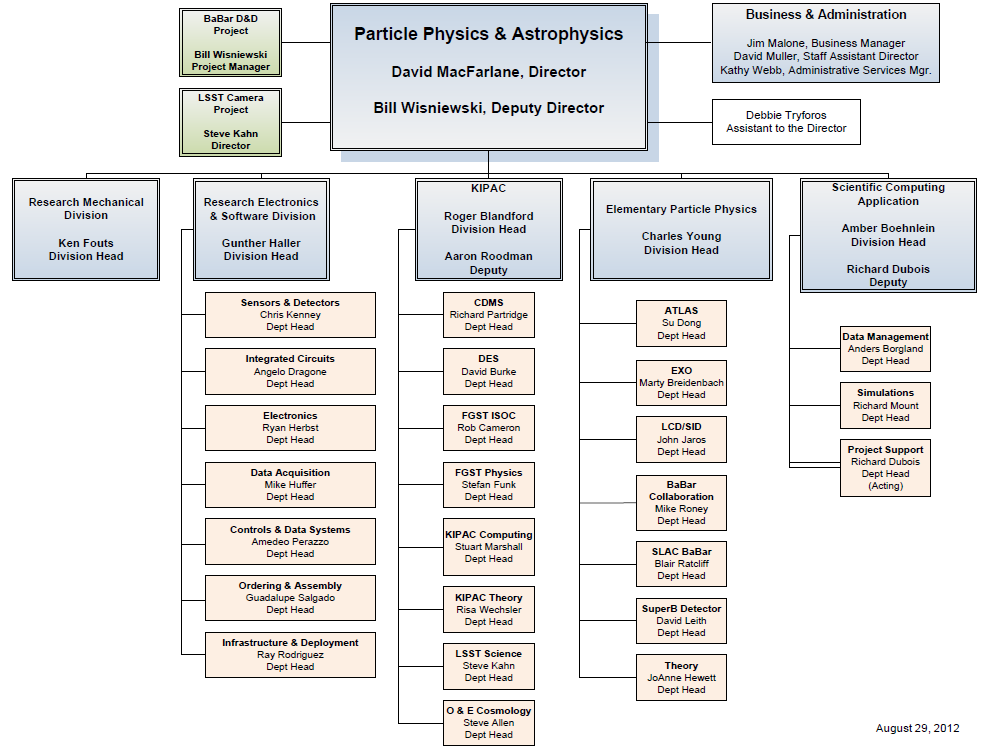 BaBar D&D
Project
Bill Wisniewski
Project Manager
LSST Camera
Project
Steve Kahn
Director
Particle Physics & Astrophysics
David MacFarlane, Director
Bill Wisniewski, Deputy Director
Business & Administration
Jim Malone, Business Manager
David Muller, Staff Assistant Director
Kathy Webb, Administrative Services Mgr.
Debbie Tryforos
Assistant to the Director
Research Mechanical
Division
Ken Fouts
Division Head
Research Electronics
& Software Division
Gunther Haller
Division Head
Sensors & Detectors
Chris Kenney
Dept Head
Integrated Circuits
Angelo Dragone
Dept Head
Electronics
Ryan Herbst
Dept Head
Data Acquisition
Mike Huffer
Dept Head
Controls & Data Systems
Amedeo Perazzo
Dept Head
Ordering & Assembly
Guadalupe Salgado
Dept Head
Infrastructure & Deployment
Ray Rodriguez
Dept Head
KIPAC
Roger Blandford
Division Head
Aaron Roodman
Deputy
CDMS
Richard Partridge
Dept Head
DES
David Burke
Dept Head
FGST ISOC
Rob Cameron
Dept Head
FGST Physics
Stefan Funk
Dept Head
KIPAC Computing
Stuart Marshall
Dept Head
KIPAC Theory
Risa Wechsler
Dept Head
LSST Science
Steve Kahn
Dept Head
O & E Cosmology
Steve Allen
Dept Head
Elementary Particle Physics
Charles Young
Division Head
ATLAS
Su Dong
Dept Head
EXO
Marty Breidenbach
Dept Head
LCD/SID
John Jaros
Dept Head
BaBar
Collaboration
Mike Roney
Dept Head
SLAC BaBar
Blair Ratcliff
Dept Head
SuperB Detector
David Leith
Dept Head
Theory
JoAnne Hewett
Dept Head
Scientific Computing
Application
Amber Boehnlein
Division Head
Richard Dubois
Deputy
Data Management
Anders Borgland
Dept Head
Simulations
Richard Mount
Dept Head
Project Support
Richard Dubois
Dept Head
(Acting)
August 29, 2012